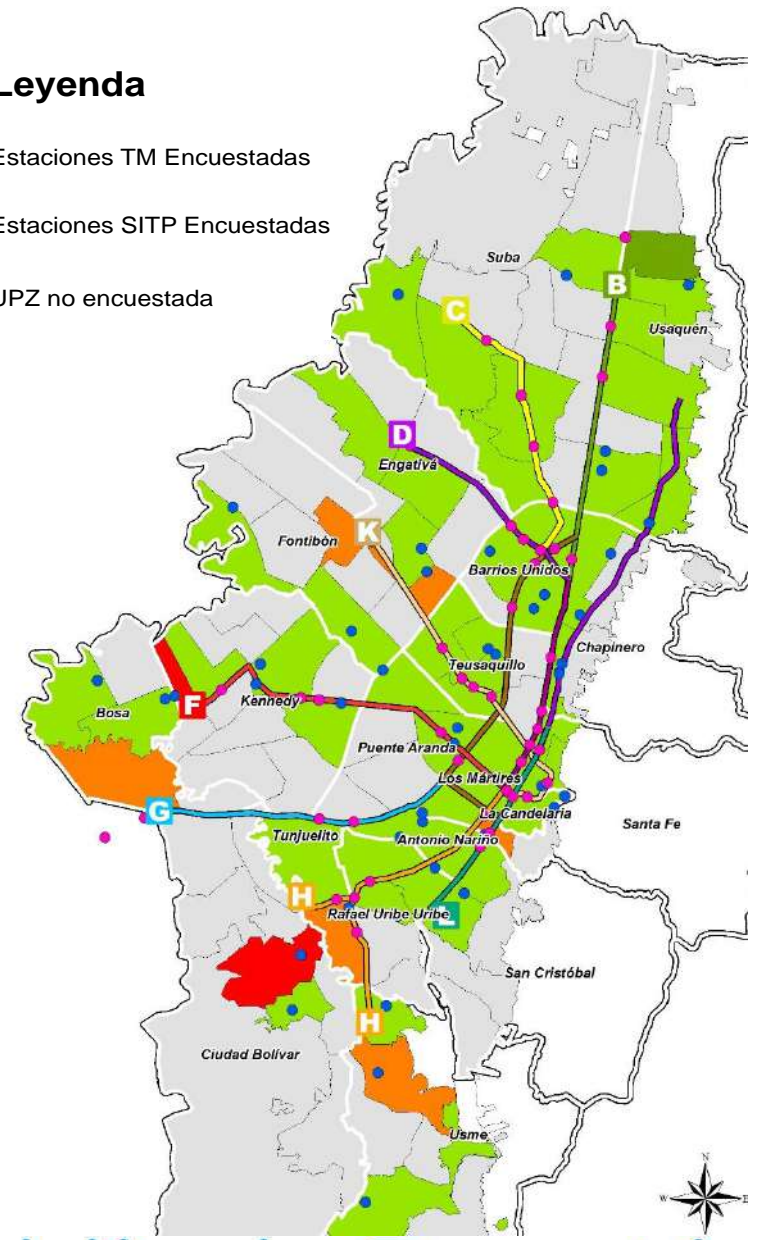 Leyenda
Estaciones TM Encuestadas
Estaciones SITP Encuestadas
UPZ no encuestada
Suba
B
C
Usaquén
D
Engativá
K
Fontibón
Barrios Unidos
Chapinero
Teusaquillo
F
Kennedy
Bosa
Puente Aranda
Los Mártires
G
La Candelaria
Santa Fe
Tunjuelito
Antonio Nariño
H
Rafael Uribe Uribe
L
San Cristóbal
H
Ciudad Bolívar
Usme
N
W
E